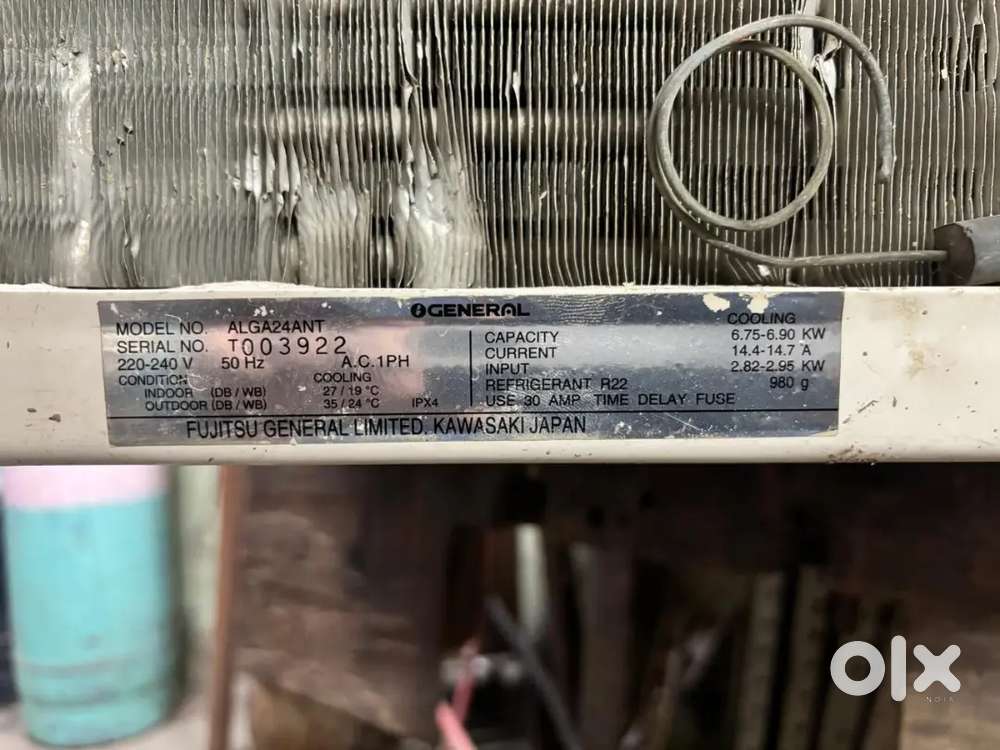 GENERAL
MODEL NO. ALGA24ANT
SERIAL NO. T003922
220-240 V 50 Hz A.C.1PH
CONDITION COOLING
INDOOR (DB / WB) 27 / 19 °C
OUTDOOR (DB / WB) 35 / 24 °C IPX4
COOLING
CAPACITY 6.75-6.90 KW
CURRENT 14.4-14.7 A
INPUT 2.82-2.95 KW
REFRIGERANT R22 980 g
USE 30 AMP TIME DELAY FUSE
FUJITSU GENERAL LIMITED. KAWASAKI JAPAN
olx
INDIA